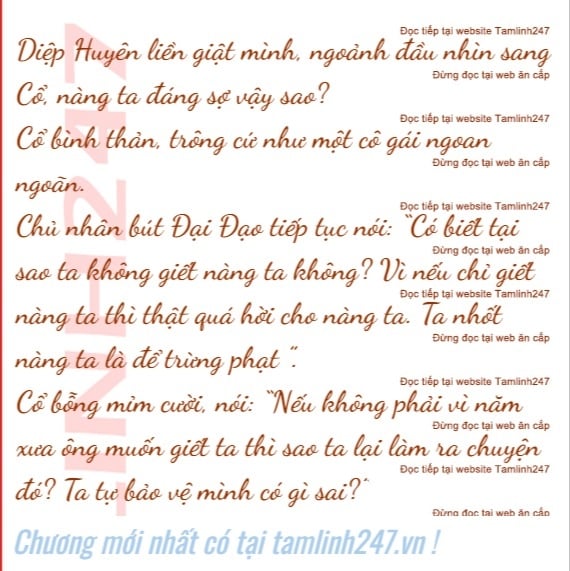 Đọc tiếp tại website Tamlinh247
Diệp Huyên liền giật mình, ngoảnh đầu nhìn sang
Đừng đọc tại web ăn cắp
Cổ, nàng ta đáng sợ vậy sao?
Đọc tiếp tại website Tamlinh247
Cổ bình thản, trông cứ như một cô gái ngoan
Đừng đọc tại web ăn cắp
ngoãn.
Đọc tiếp tại website Tamlinh247
Chủ nhân bút Đại Đạo tiếp tục nói: “Có biết tại
Đừng đọc tại web ăn cắp
sao ta không giết nàng ta không? Vì nếu chỉ giết
Đọc tiếp tại website Tamlinh247
nàng ta thì thật quá hời cho nàng ta. Ta nhốt
Đừng đọc tại web ăn cắp
nàng ta là để trừng phạt ”.
Đọc tiếp tại website Tamlinh247
Cổ bỗng mỉm cười, nói: “Nếu không phải vì năm
Đừng đọc tại web ăn cắp
xưa ông muốn giết ta thì sao ta lại làm ra chuyện
Đọc tiếp tại website Tamlinh247
đó? Ta tự bảo vệ mình có gì sai?”
Đừng đọc tại web ăn cắp
-INH247
Chương mới nhất có tại tamlinh247.vn !